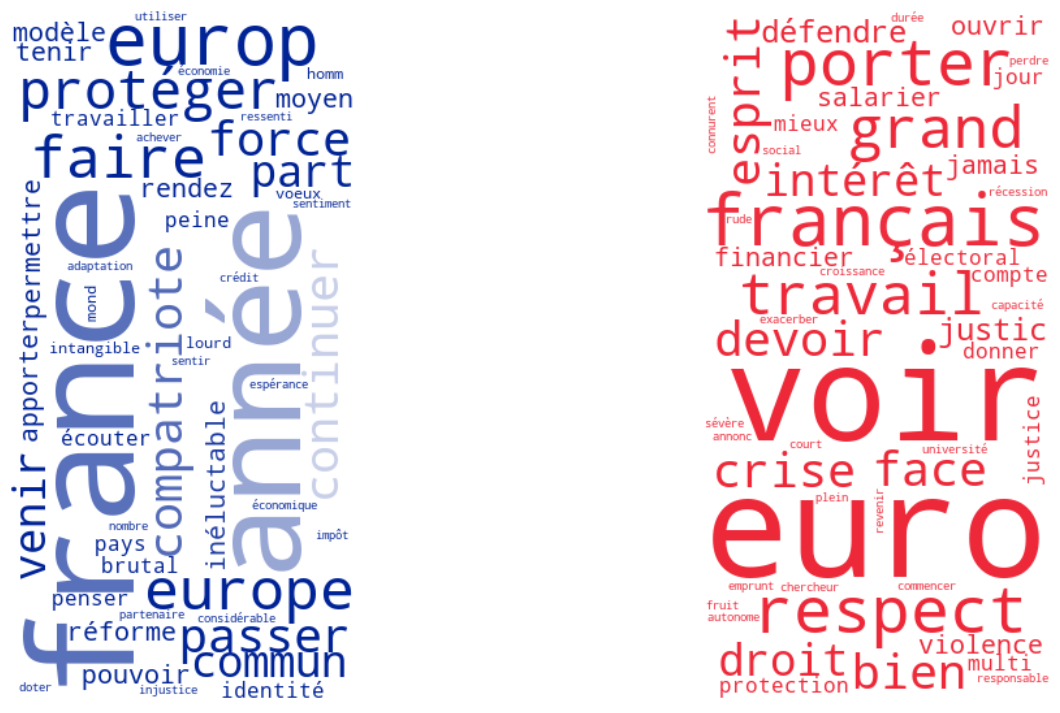 utiliser
modèle
europ
tenir
économie
homm
protéger
moyen
travailler
ressenti
achever
force
faire
part
rendez
voeux
sentiment
peine
france
année
apporter
permettre
adaptation
mond
compatriote
continuer
crédit
intangible
lourd
sentir
espérance
écouter
inéluctable
venir
économique
nombre
impôt
pays
brutal
europe
penser
partenaire
considérable
réforme
passer
commun
pouvoir
doter
injustice
identité
durée
esprit
défendre
ouvrir
porter
perdre
jour
salarier
connurent
mieux
grand
social
jamais
intérêt
récession
français
rude
financier
électoral
croissance
compte
travail
capacité
exacerber
devoir
justic
donner
voir
sévère
annonc
court
justice
université
crise
face
plein
revenir
euro
emprunt
chercheur
commencer
fruit
autonome
respect
violence
droit
bien
multi
protection
responsable